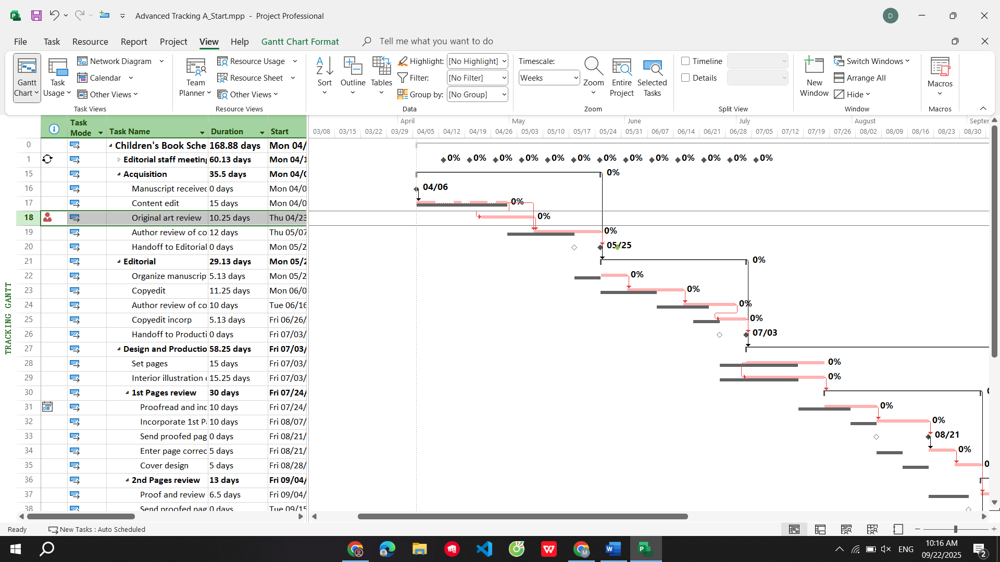 Advanced Tracking A_Start.mpp - Project Professional
D
File Task Resource Report Project View Help Gantt Chart Format Tell me what you want to do
Gantt Chart
Task Usage
Network Diagram
Calendar
Other Views
Task Views
Team Planner
Resource Usage
Resource Sheet
Other Views
Resource Views
Sort
Outline
Tables
Highlight: [No Highlight]
Filter: [No Filter]
Group by: [No Group]
Data
Timescale:
Weeks
Zoom
Entire Project
Selected Tasks
Zoom
Timeline
Details
Split View
New Window
Switch Windows
Arrange All
Hide
Window
Macros
Macros
Task Mode Task Name Duration Start
April May June July August Septer
03/08 03/15 03/22 03/29 04/05 04/12 04/19 04/26 05/03 05/10 05/17 05/24 05/31 06/07 06/14 06/21 06/28 07/05 07/12 07/19 07/26 08/02 08/09 08/16 08/23 08/30
0 Children's Book Sche 168.88 days Mon 04/
1 Editorial staff meeting 60.13 days Mon 04/1 0% 0% 0% 0% 0% 0% 0% 0% 0% 0% 0% 0% 0%
15 Acquisition 35.5 days Mon 04/0 0%
16 Manuscript received 0 days Mon 04/0 04/06
17 Content edit 15 days Mon 04/0 0%
18 Original art review 10.25 days Thu 04/23 0%
19 Author review of co 12 days Thu 05/07 0%
20 Handoff to Editorial 0 days Mon 05/2 05/25
21 Editorial 29.13 days Mon 05/2 0%
22 Organize manuscrip 5.13 days Mon 05/2 0%
23 Copyedit 11.25 days Mon 06/0 0%
24 Author review of co 10 days Tue 06/16 0%
25 Copyedit incorp 5.13 days Fri 06/26/ 0%
26 Handoff to Producti 0 days Fri 07/03/ 07/03
27 Design and Productio 58.25 days Fri 07/03/
28 Set pages 15 days Fri 07/03/ 0%
29 Interior illustration 15.25 days Fri 07/03/ 0%
30 1st Pages review 30 days Fri 07/24/
31 Proofread and inc 10 days Fri 07/24/ 0%
32 Incorporate 1st P 10 days Fri 08/07/ 0%
33 Send proofed pag 0 days Fri 08/21/ 08/21
34 Enter page correc 5 days Fri 08/21/ 0%
35 Cover design 5 days Fri 08/28/
36 2nd Pages review 13 days Fri 09/04/
37 Proof and review 6.5 days Fri 09/04/
38 Send proofed pag 0 days Tue 09/15
TRACKING GANTT
Ready New Tasks : Auto Scheduled
ENG
10:16 AM
09/22/2025
2